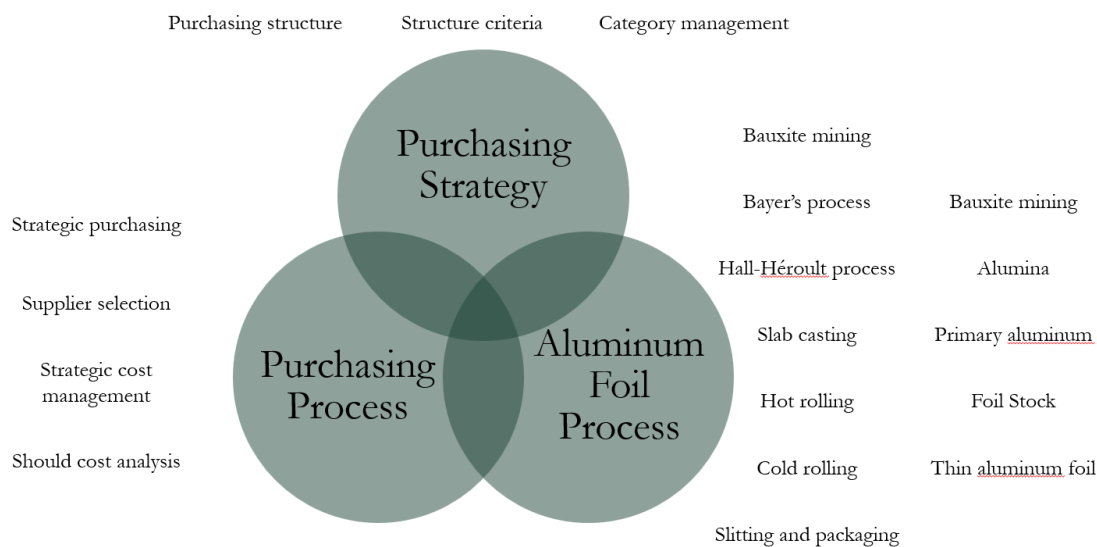 Purchasing structure
Structure criteria
Category management
Purchasing
Strategy
Strategic purchasing
Supplier selection
Strategic cost
management
Should cost analysis
Purchasing
Process
Aluminum
Foil
Process
Bauxite mining
Bayer’s process
Hall-Héroult process
Slab casting
Hot rolling
Cold rolling
Slitting and packaging
Bauxite mining
Alumina
Primary aluminum
Foil Stock
Thin aluminum foil